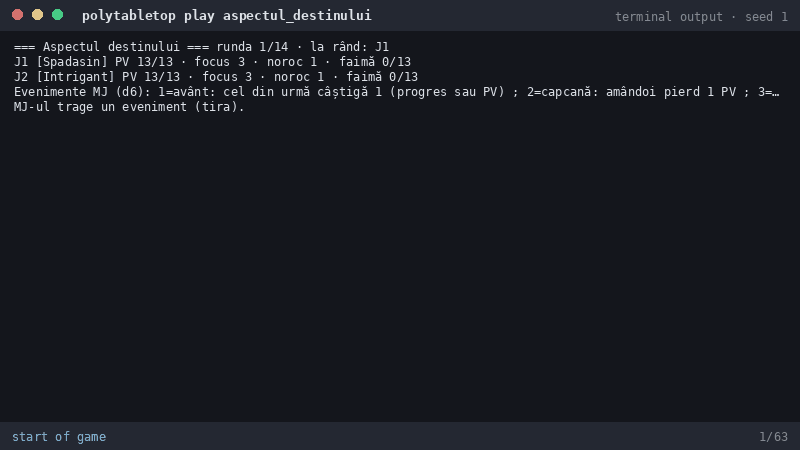 polytabletop play aspectul_destinului
terminal output · seed 1
=== Aspectul destinului === runda 1/14 · la rând: J1
J1 [Spadasin] PV 13/13 · focus 3 · noroc 1 · faimă 0/13
J2 [Intrigant] PV 13/13 · focus 3 · noroc 1 · faimă 0/13
Evenimente MJ (d6): 1=avânt: cel din urmă câștigă 1 (progres sau PV) ; 2=capcană: amândoi pierd 1 PV ; 3=…
MJ-ul trage un eveniment (tira).
start of game
1/63